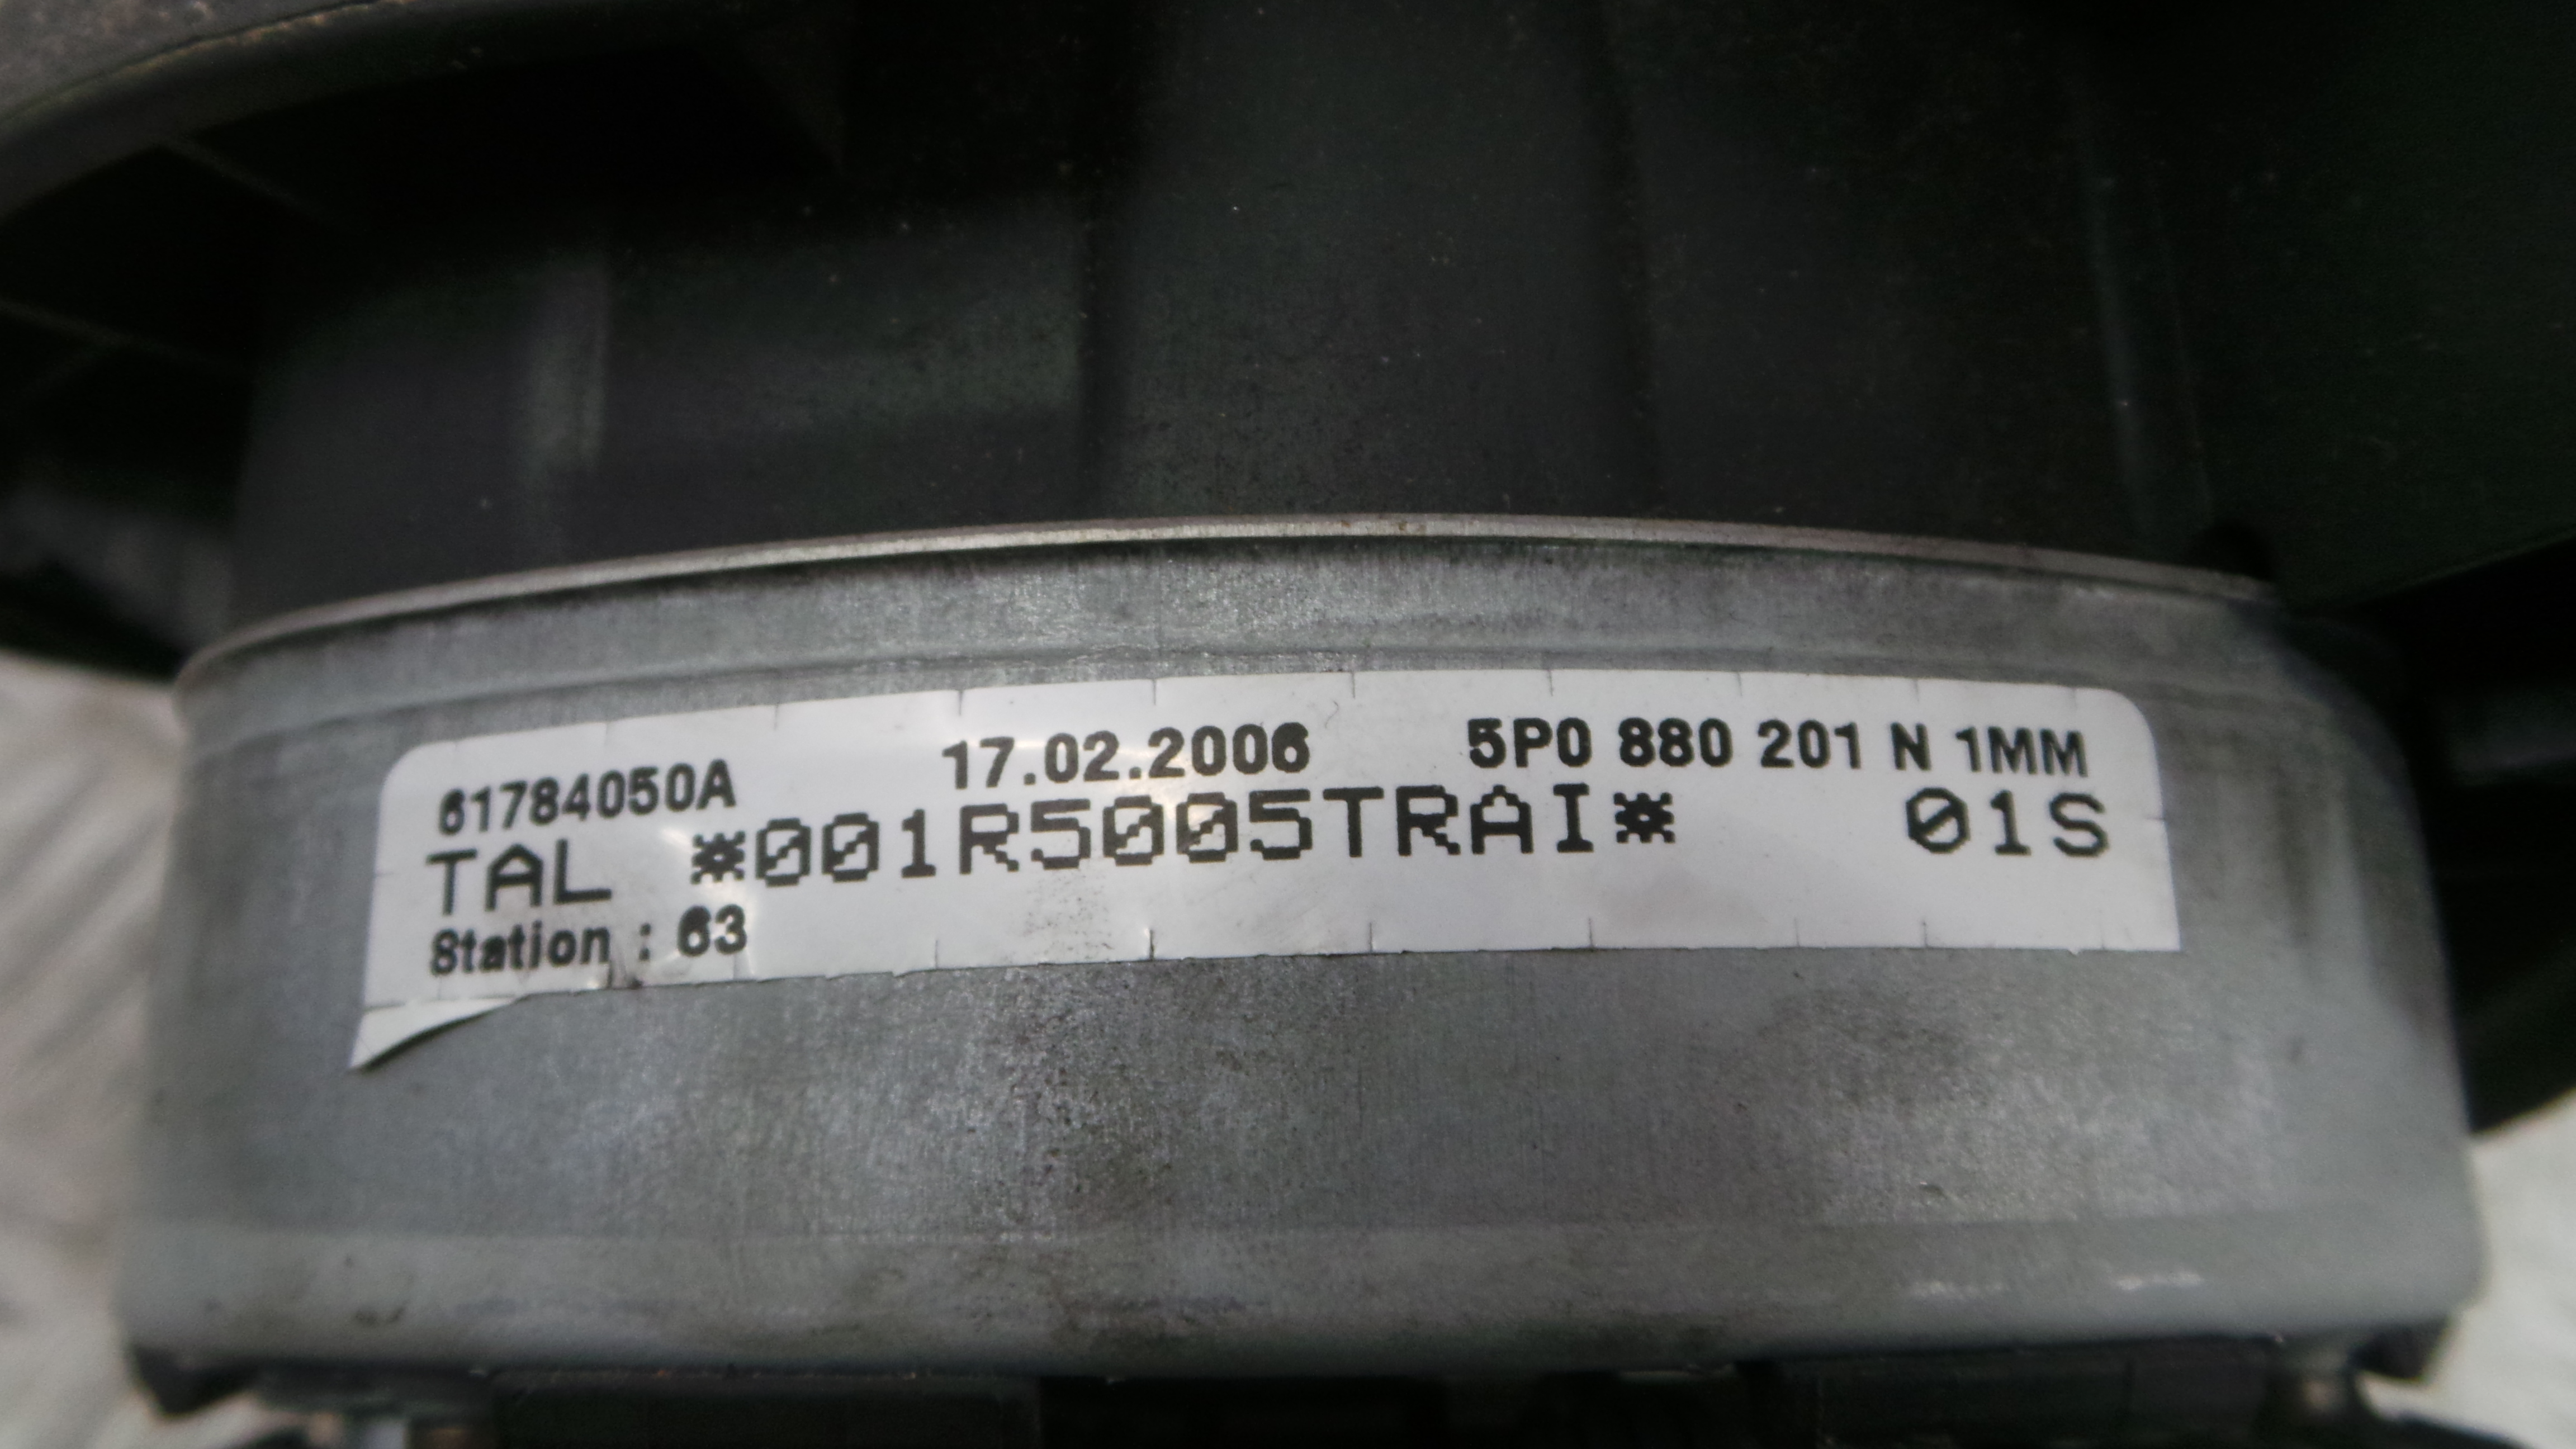 61784050A 17.02.2006 5P0 880 201 N 1MM
TAL *001R5005TRAI* 01S
Station : 63